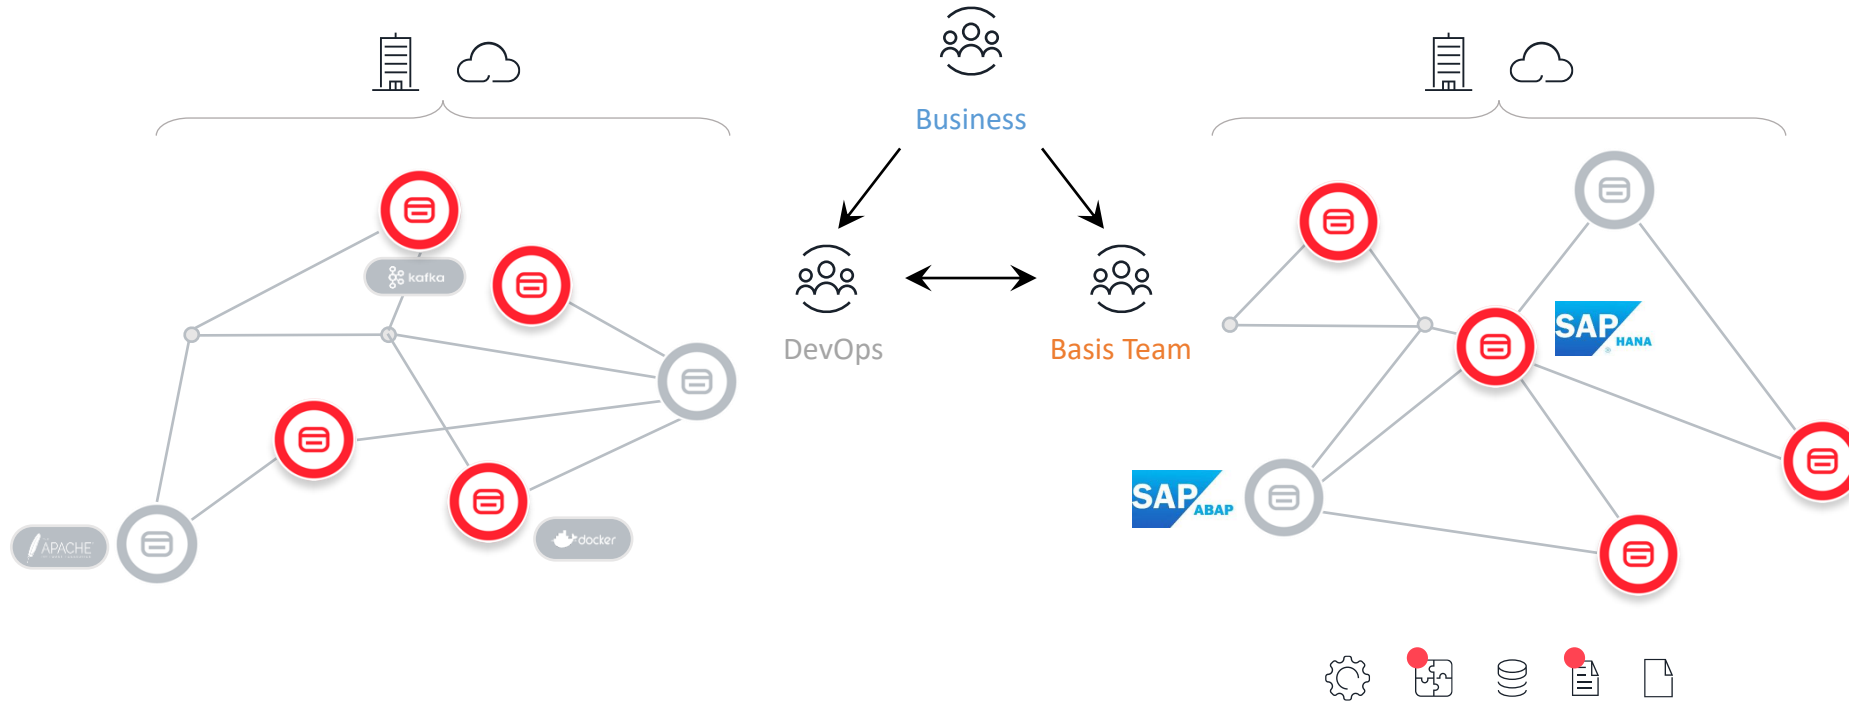 Business
kafka
DevOps
Basis Team
SAP
HANA
SAP
ABAP
APACHE
docker